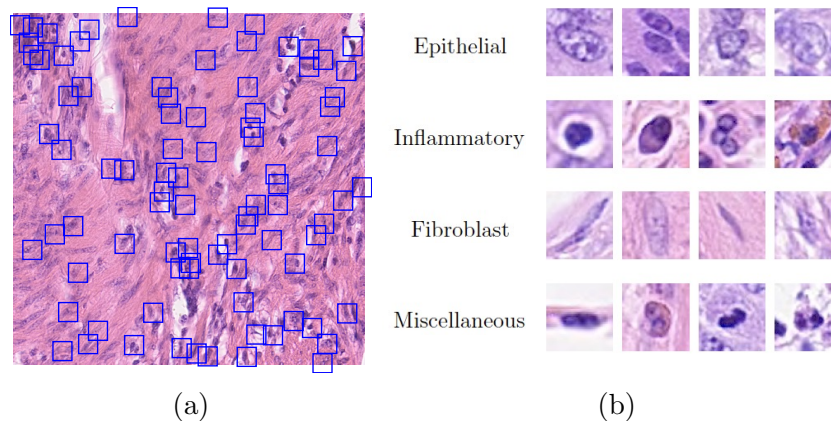 Epithelial
Inflammatory
Fibroblast
Miscellaneous
(a)
(b)